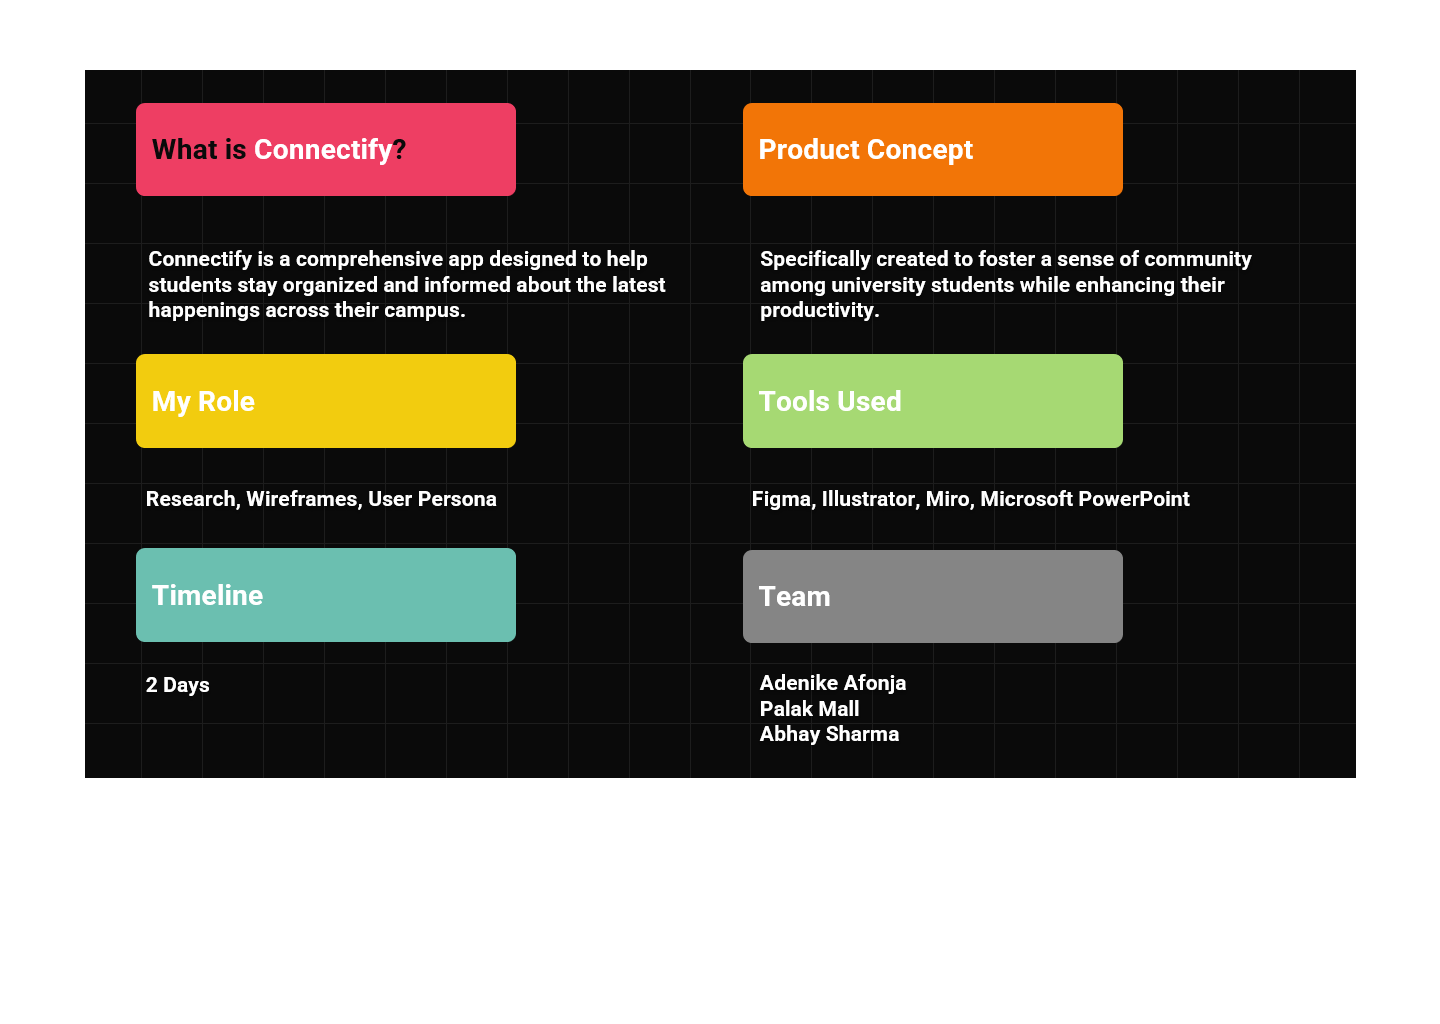 What is Connectify?
Connectify is a comprehensive app designed to help
students stay organized and informed about the latest
happenings across their campus.
Product Concept
Specifically created to foster a sense of community
among university students while enhancing their
productivity.
My Role
Research, Wireframes, User Persona
Tools Used
Figma, Illustrator, Miro, Microsoft PowerPoint
Timeline
2 Days
Team
Adenike Afonja
Palak Mall
Abhay Sharma